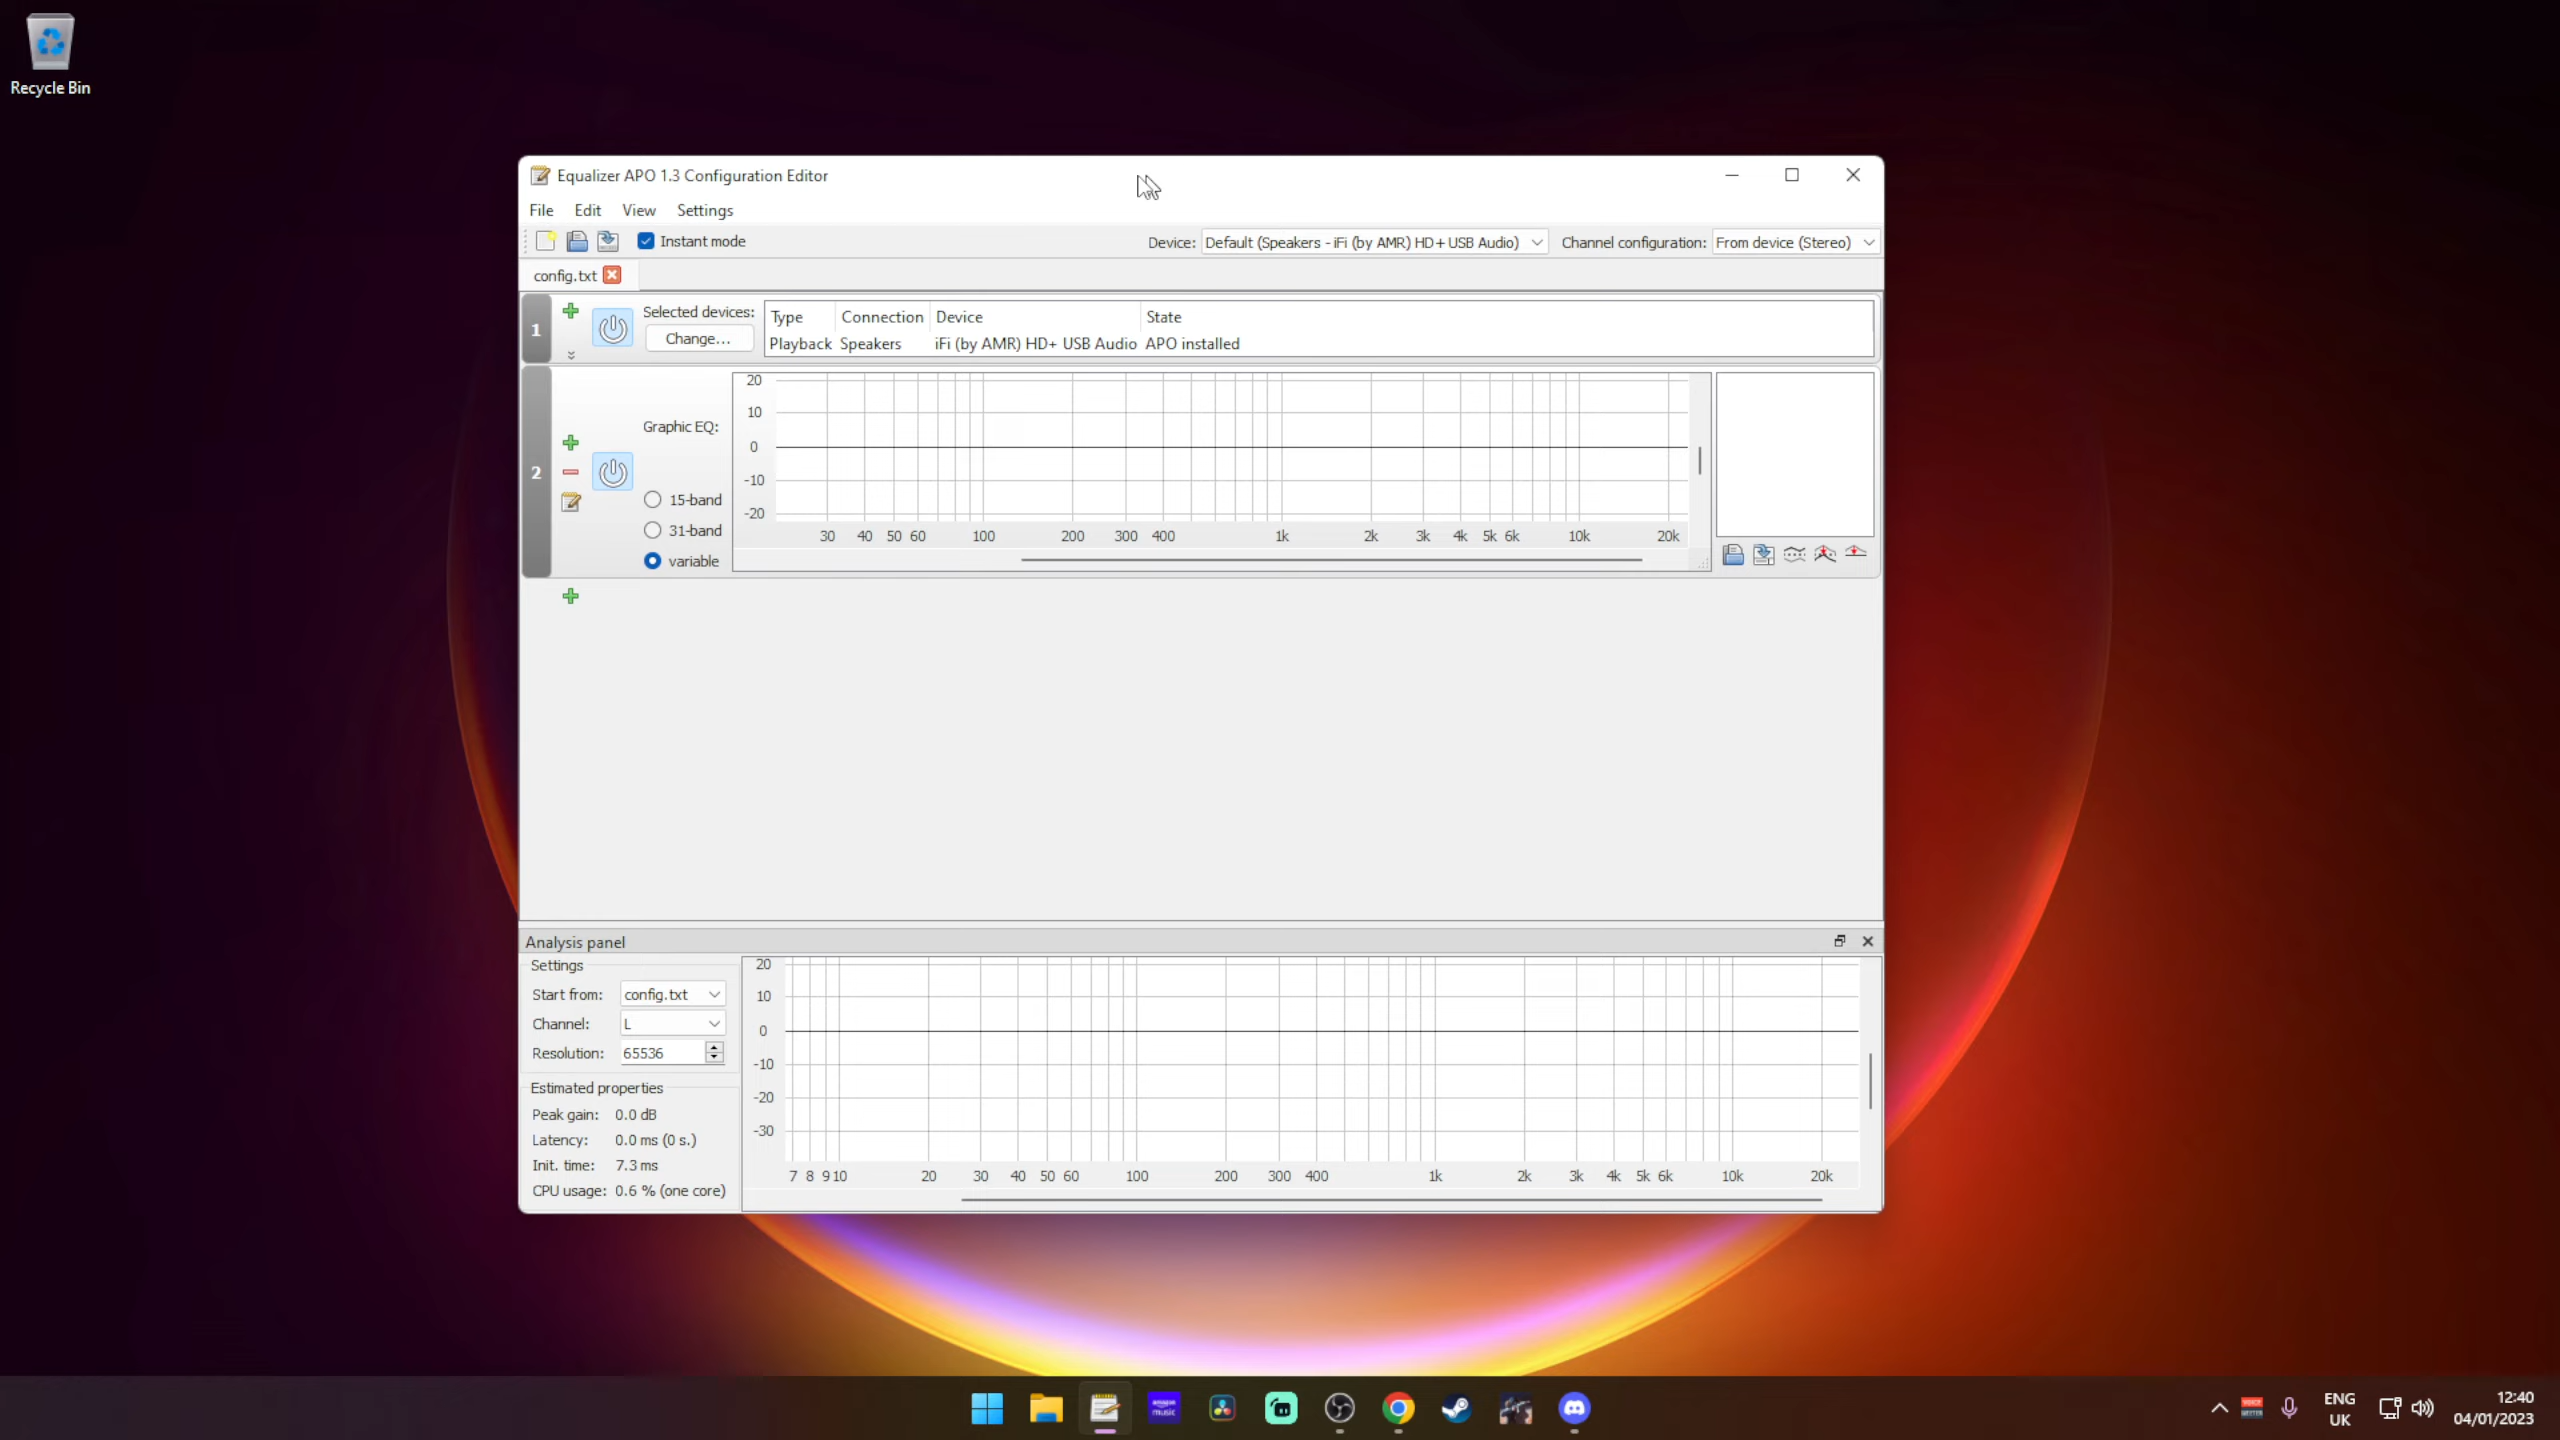 Recycle Bin
Equalizer APO 1.3 Configuration Editor
File Edit View Settings
Instant mode
Device: Default (Speakers - iFi (by AMR) HD+ USB Audio) Channel configuration: From device (Stereo)
config.txt
1
Selected devices:
Change...
Type Connection Device State
Playback Speakers iFi (by AMR) HD+ USB Audio APO installed
2
Graphic EQ:
15-band
31-band
variable
20
10
0
-10
-20
30 40 50 60 100 200 300 400 1k 2k 3k 4k 5k 6k 10k 20k
Analysis panel
Settings
Start from: config.txt
Channel: L
Resolution: 65536
Estimated properties
Peak gain: 0.0 dB
Latency: 0.0 ms (0 s.)
Init. time: 7.3 ms
CPU usage: 0.6 % (one core)
20
10
0
-10
-20
-30
7 8 9 10 20 30 40 50 60 100 200 300 400 1k 2k 3k 4k 5k 6k 10k 20k
amazon
music
ENG
UK
12:40
04/01/2023